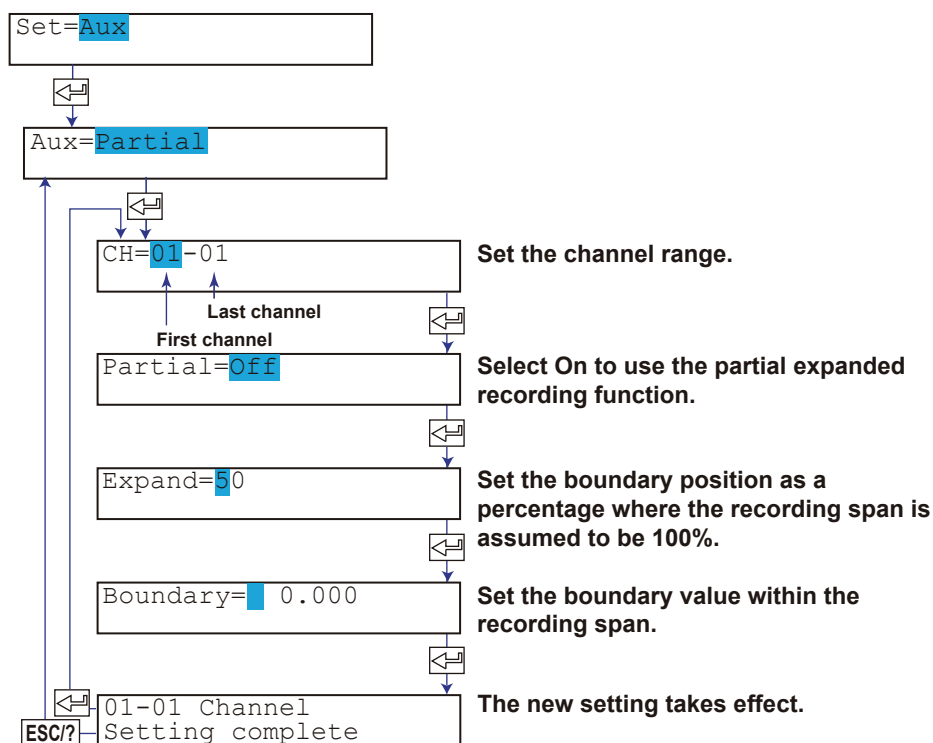 Set=Aux
Aux=Partial
CH=01-01
Set the channel range.
Last channel
First channel
Partial=Off
Select On to use the partial expanded
recording function.
Expand=50
Set the boundary position as a
percentage where the recording span is
assumed to be 100%.
Boundary= 0.000
Set the boundary value within the
recording span.
01-01 Channel
Setting complete
The new setting takes effect.
ESC/?